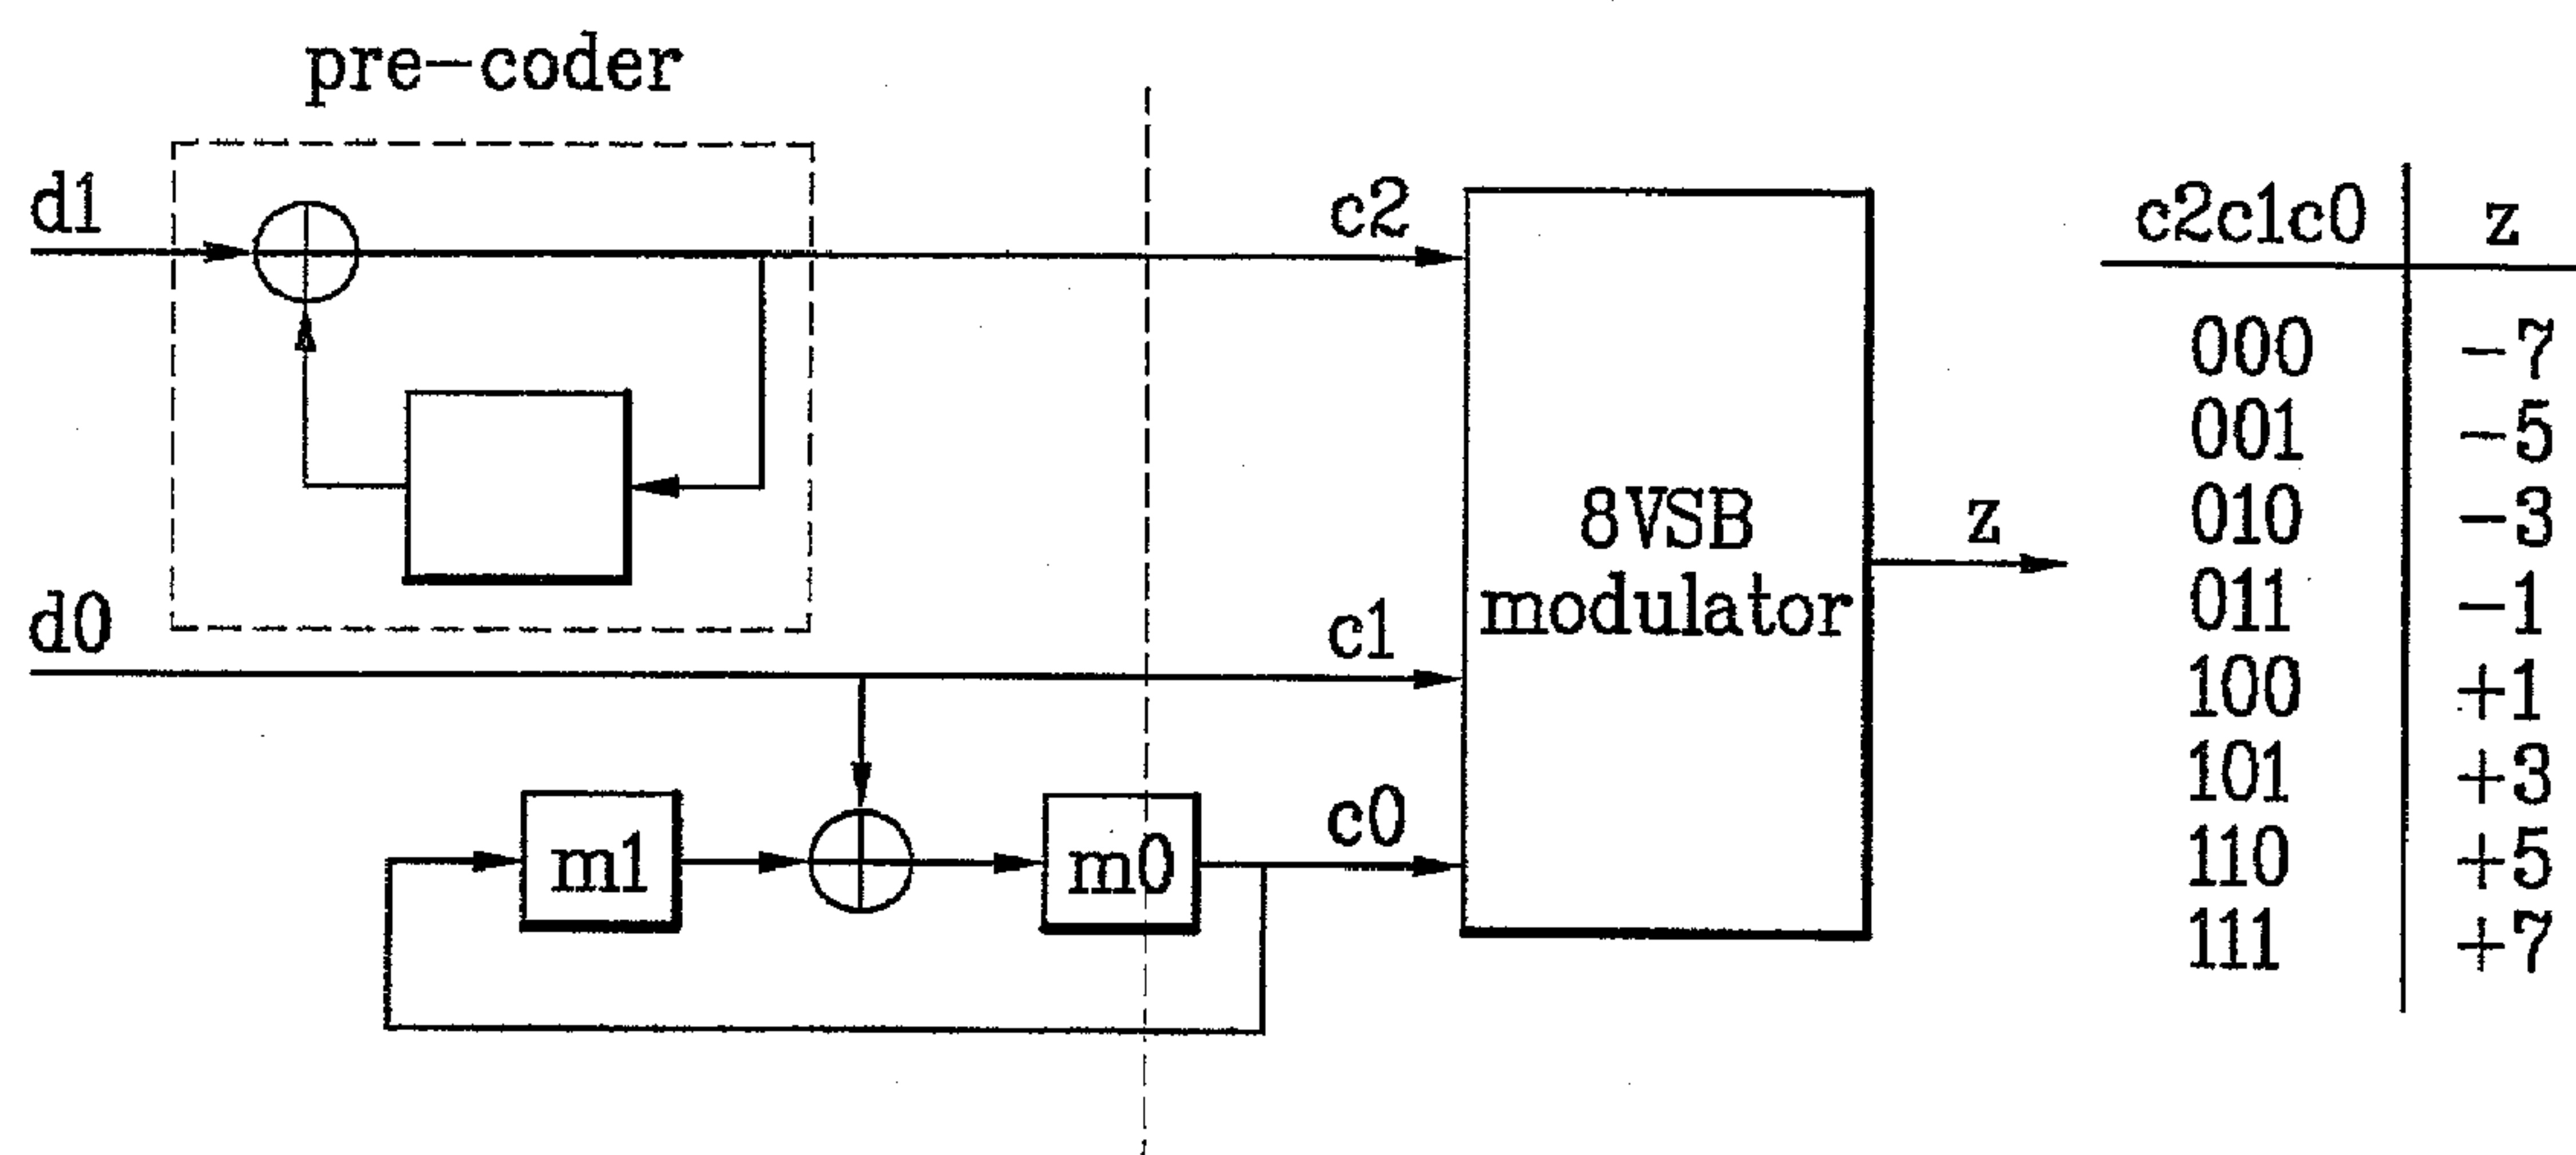 pre-coder
d1
c2
d0
c1
m1
m0
c0
8VSB
modulator
z
c2c1c0 z
000 -7
001 -5
010 -3
011 -1
100 +1
101 +3
110 +5
111 +7